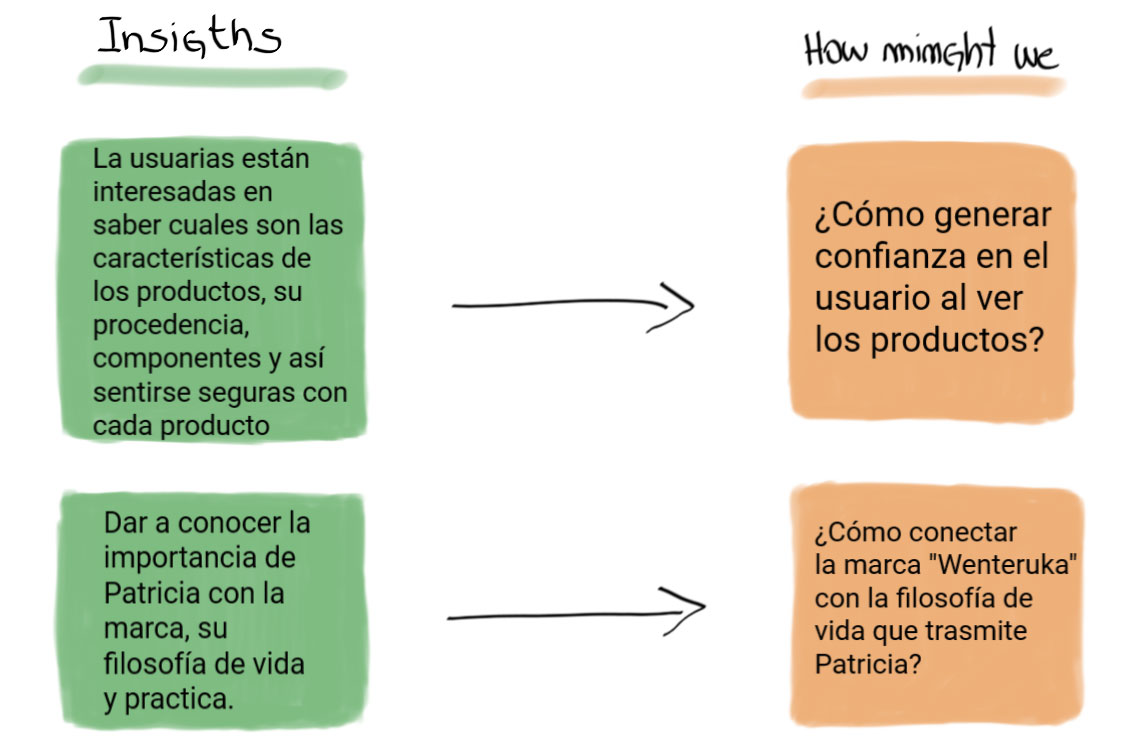 Insigths
How mimght we
La usuarias están
interesadas en
saber cuales son las
características de
los productos, su
procedencia,
componentes y así
sentirse seguras con
cada producto
¿Cómo generar
confianza en el
usuario al ver
los productos?
Dar a conocer la
importancia de
Patricia con la
marca, su
filosofía de vida
y practica.
¿Cómo conectar
la marca "Wenteruka"
con la filosofía de
vida que trasmite
Patricia?